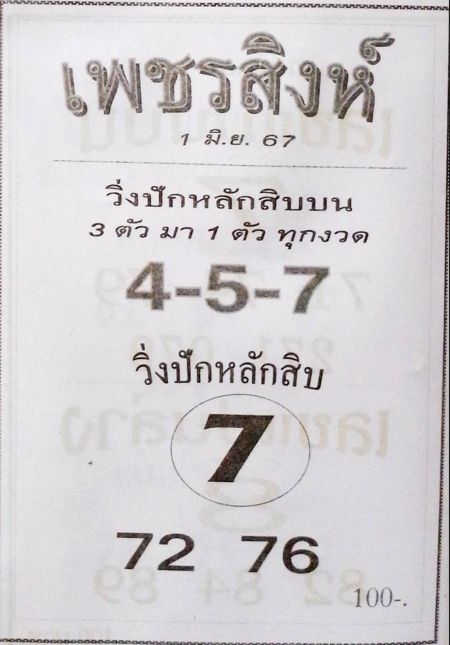 เพชรสิงห์
1 มิ.ย. 67
วิ่งปักหลักสิบบน
3 ตัว มา 1 ตัว ทุกงวด
4-5-7
วิ่งปักหลักสิบ
7
72 76
100-.